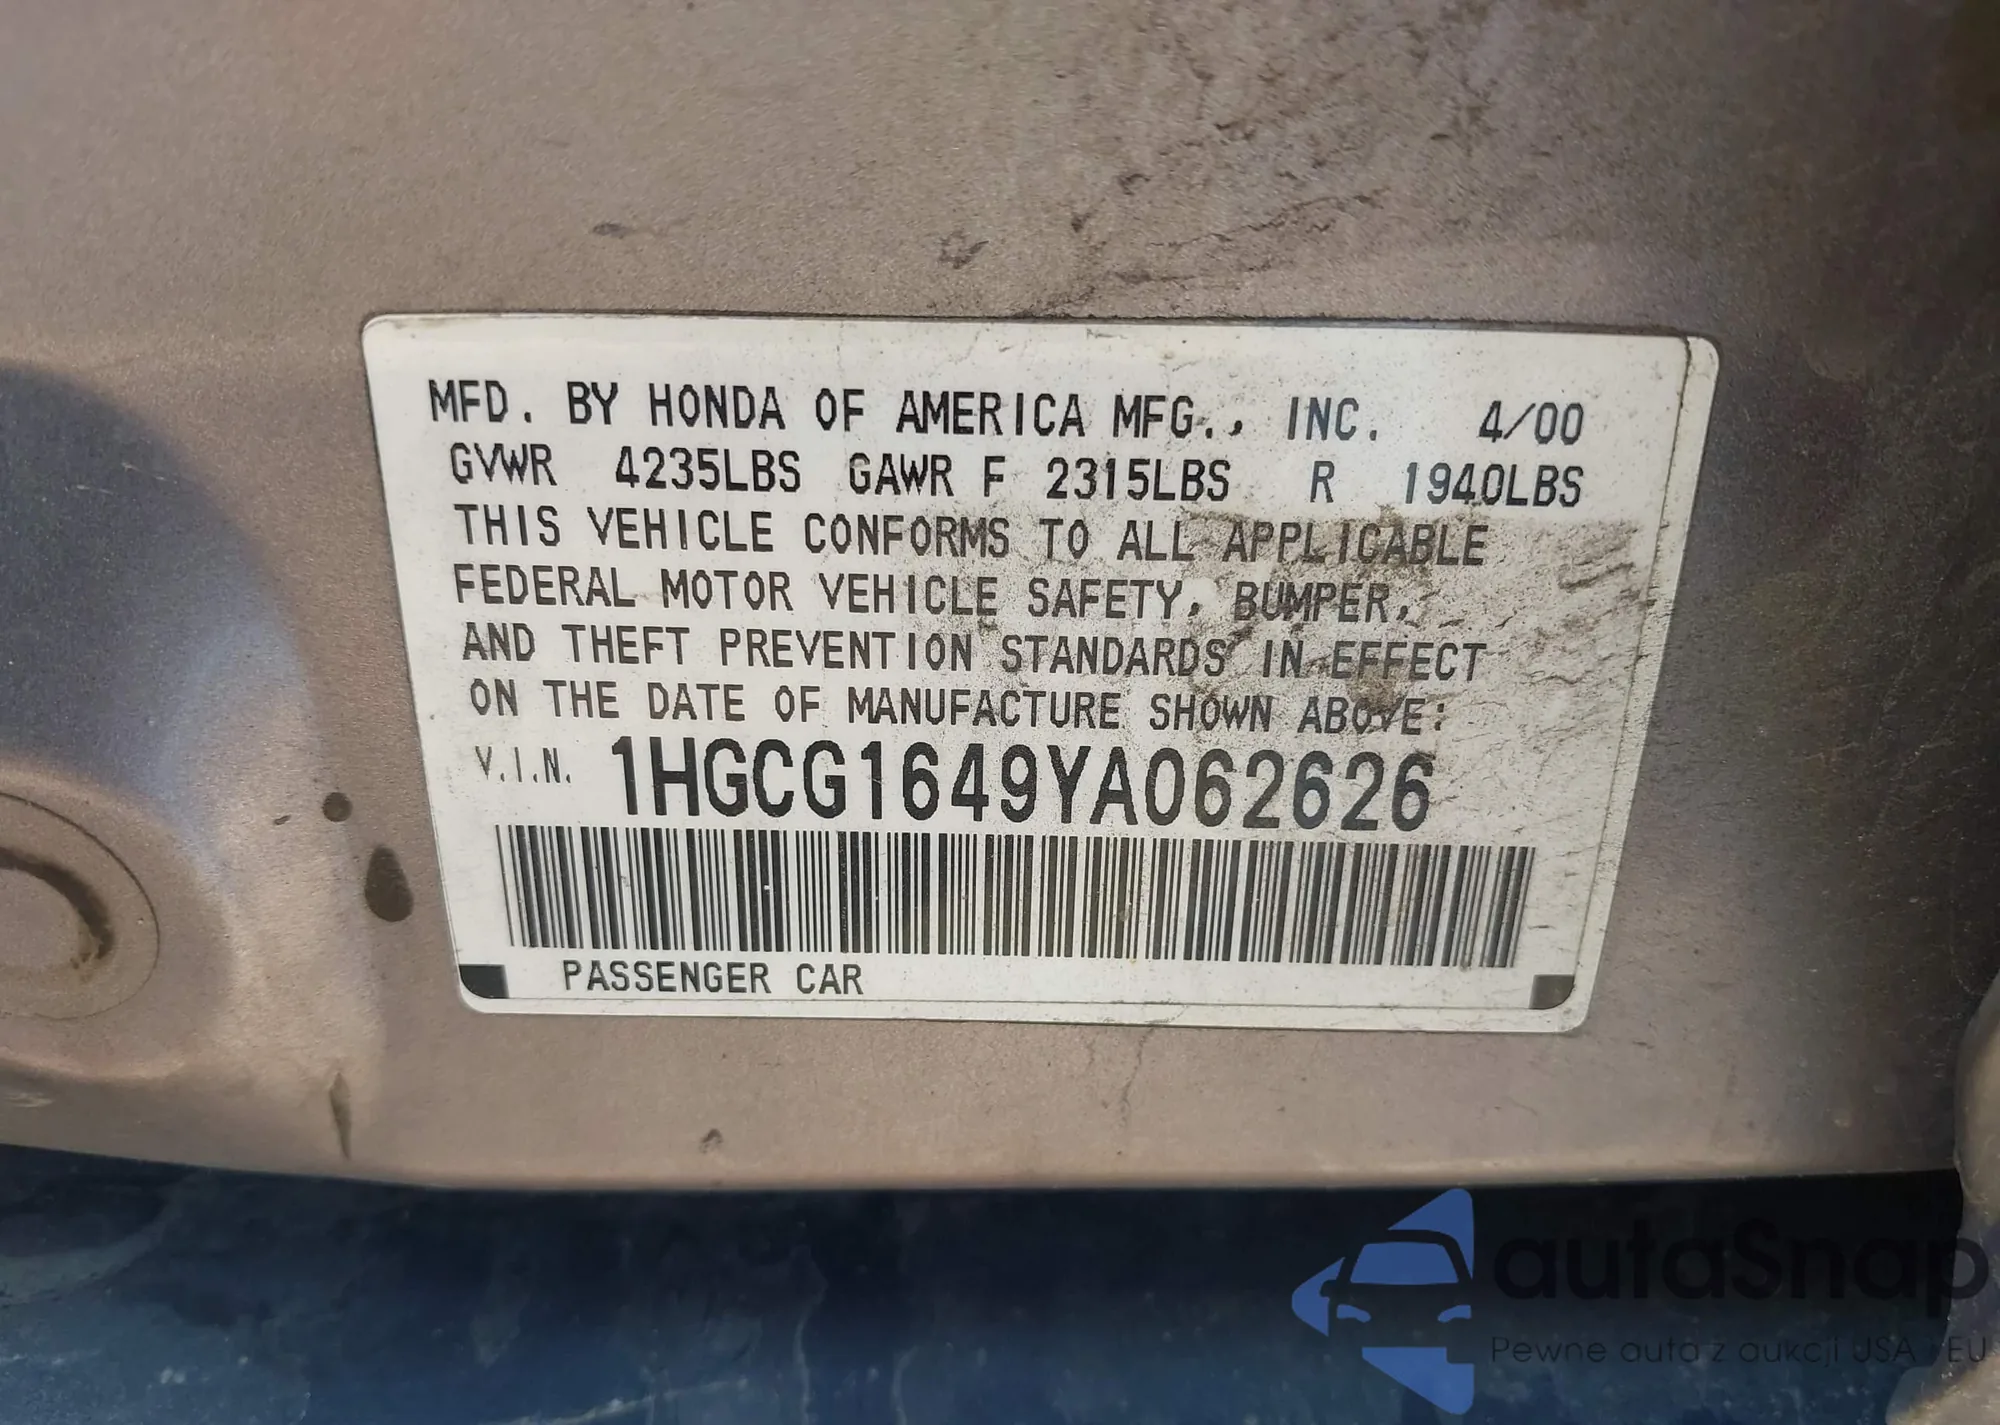 MFD. BY HONDA OF AMERICA MFG., INC. 4/00
GVWR 4235LBS GAWR F 2315LBS R 1940LBS
THIS VEHICLE CONFORMS TO ALL APPLICABLE
FEDERAL MOTOR VEHICLE SAFETY, BUMPER,
AND THEFT PREVENTION STANDARDS IN EFFECT
ON THE DATE OF MANUFACTURE SHOWN ABOVE:
V.I.N. 1HGCG1649YA062626
PASSENGER CAR
autaSnap
Pewne auta z aukcji USA i EU